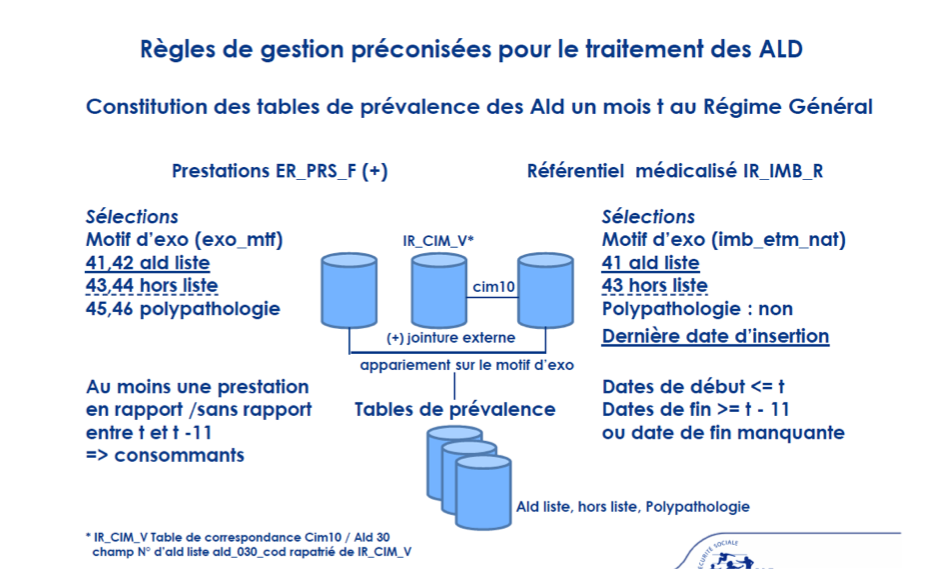 Règles de gestion préconisées pour le traitement des ALD
Constitution des tables de prévalence des Ald un mois t au Régime Général
Prestations ER_PRS_F (+)
Référentiel médicalisé IR_IMB_R
Sélections
Motif d'exo (exo_mtf)
41,42 ald liste
43,44 hors liste
45,46 polypathologie
IR_CIM_V*
cim10
(+) jointure externe
appariement sur le motif d'exo
Sélections
Motif d'exo (imb_etm_nat)
41 ald liste
43 hors liste
Polypathologie : non
Dernière date d'insertion
Au moins une prestation
en rapport /sans rapport
entre t et t -11
=> consommants
Tables de prévalence
Dates de début <= t
Dates de fin >= t - 11
ou date de fin manquante
Ald liste, hors liste, Polypathologie
* IR_CIM_V Table de correspondance Cim10 / Ald 30
champ N° d'ald liste ald_030_cod rapatrié de IR_CIM_V
SOCIALE